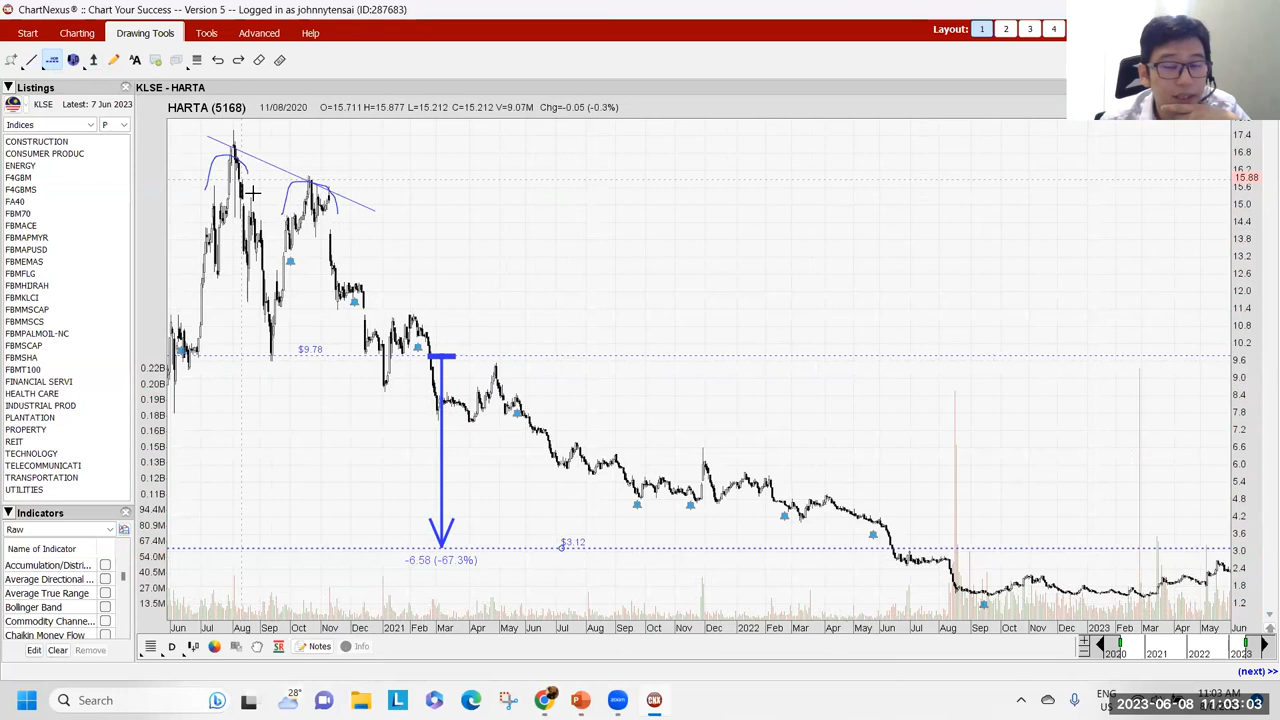 ChartNexus® :: Chart Your Success -- Version 5 -- Logged in as johnnytensai (ID:287683)
Start Charting Drawing Tools Tools Advanced Help
Layout: 1 2 3 4
Listings
KLSE - HARTA
KLSE Latest: 7 Jun 2023
HARTA (5168) 11/08/2020 O=15.711 H=15.877 L=15.212 C=15.212 V=9.07M Chg=-0.05 (-0.3%)
Indices P
CONSTRUCTION
CONSUMER PRODUC
ENERGY
F4GBM
F4GBMS
FA40
FBM70
FBMACE
FBMAPMYR
FBMAPUSD
FBMEMAS
FBMFLG
FBMHIJRAH
FBMKLCI
FBMMSCAP
FBMMSCS
FBMPALMOIL-NC
FBMSCAP
FBMSHA
FBMT100
FINANCIAL SERVI
HEALTH CARE
INDUSTRIAL PROD
PLANTATION
PROPERTY
REIT
TECHNOLOGY
TELECOMMUNICATI
TRANSPORTATION
UTILITIES
Indicators
Raw
Name of Indicator
Accumulation/Distri...
Average Directional ...
Average True Range
Bollinger Band
Commodity Channe...
Chaikin Money Flow
Edit Clear Remove
0.22B
0.20B
0.19B
0.18B
0.16B
0.15B
0.13B
0.12B
0.11B
94.4M
80.9M
67.4M
54.0M
40.5M
27.0M
13.5M
$9.78
$3.12
-6.58 (-67.3%)
17.4
16.8
15.88
15.6
15.0
14.4
13.8
13.2
12.6
12.0
11.4
10.8
10.2
9.6
9.0
8.4
7.8
7.2
6.6
6.0
5.4
4.8
4.2
3.6
3.0
2.4
1.8
1.2
Jun Jul Aug Sep Oct Nov Dec 2021 Mar Apr May Jun Jul Aug Sep Oct Nov Dec 2022 Feb Mar Apr May Jun Jul Aug Sep Oct Nov Dec 2023 Feb Mar Apr May Jun
D SR Notes Info
2020 2021 2022 2023
(next) >>
Search
28°
CNX
ENG
US
11:03 AM
2023-06-08 11:03:03